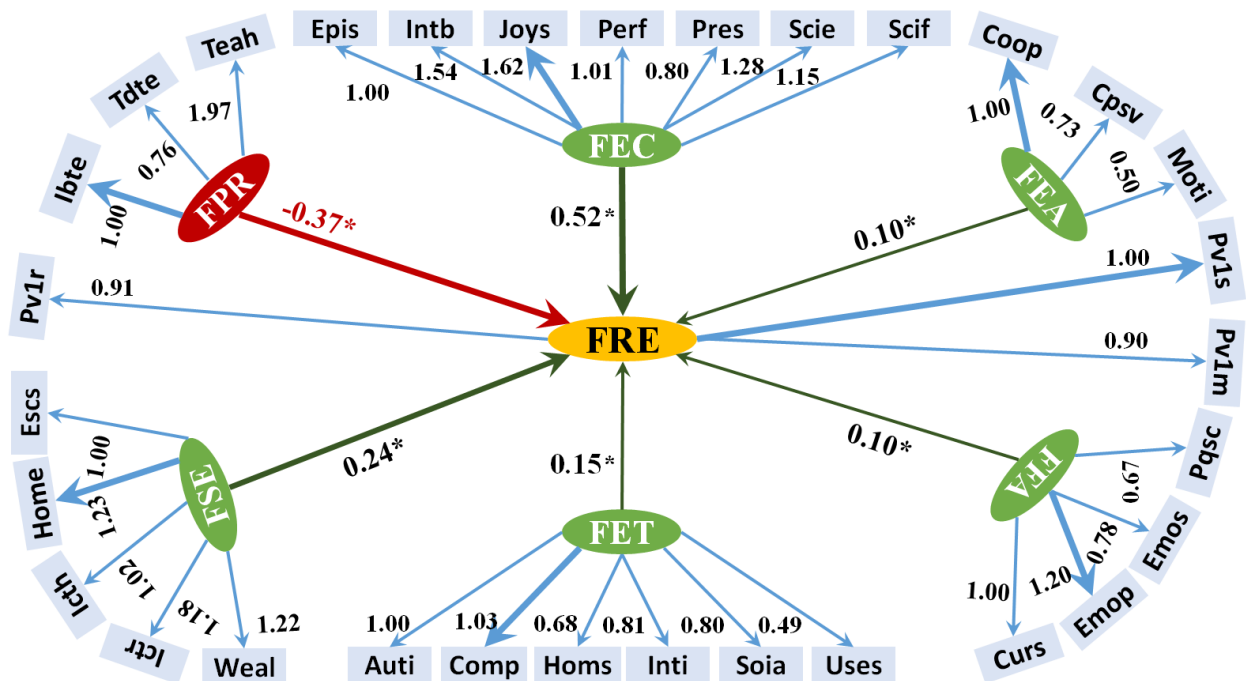 Epis
Intb
Joys
Perf
Pres
Scie
Scif
1.00
1.54
1.62
1.01
0.80
1.28
1.15
FEC
0.52*
Teah
Tdte
Ibte
1.97
0.76
1.00
FPR
-0.37*
Coop
Cpsv
Moti
1.00
0.73
0.50
FEA
0.10*
Pv1r
0.91
Pv1s
1.00
Pv1m
0.90
FRE
Escs
Home
Icth
Ictr
Weal
1.00
1.23
1.02
1.18
1.22
FSE
0.24*
0.15*
FET
1.00
1.03
0.68
0.81
0.80
0.49
Auti
Comp
Homs
Inti
Soia
Uses
0.10*
FFA
Pqsc
Emos
Emop
Curs
0.67
0.78
1.20
1.00